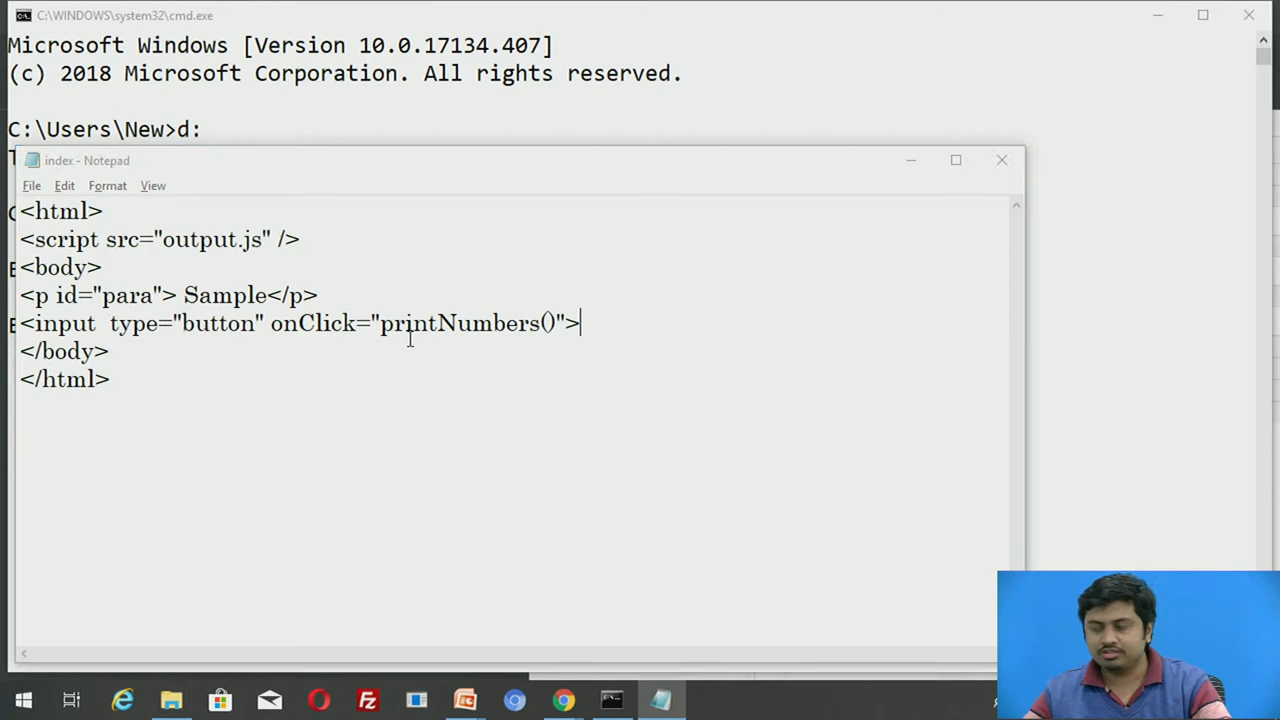 C:\WINDOWS\system32\cmd.exe
Microsoft Windows [Version 10.0.17134.407]
(c) 2018 Microsoft Corporation. All rights reserved.
C:\Users\New>d:
index - Notepad
File Edit Format View
<html>
<script src="output.js" />
<body>
<p id="para"> Sample</p>
<input  type="button" onClick="printNumbers()">
</body>
</html>